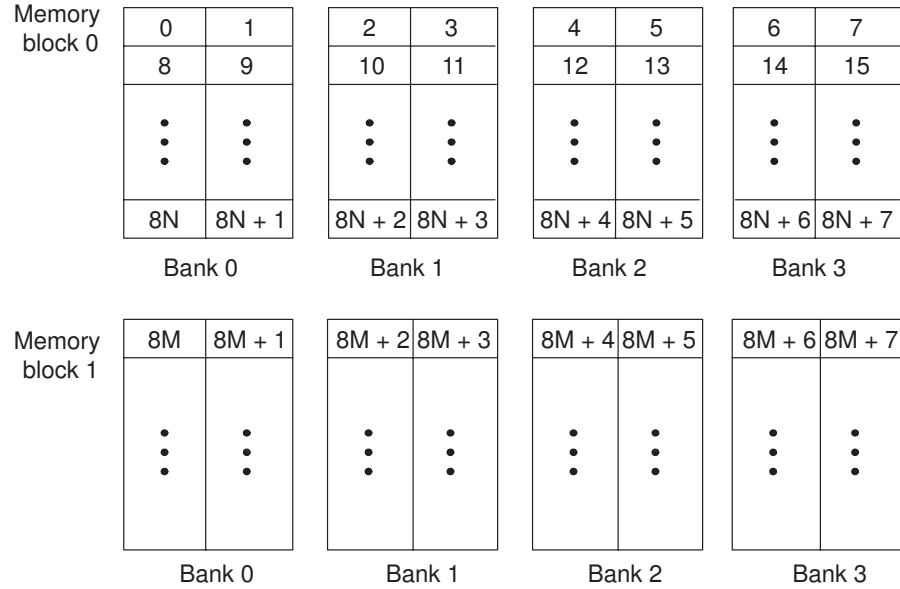 Memory
block 0
0 1 2 3 4 5 6 7
8 9 10 11 12 13 14 15
8N 8N + 1 8N + 2 8N + 3 8N + 4 8N + 5 8N + 6 8N + 7
Bank 0 Bank 1 Bank 2 Bank 3
Memory
block 1
8M 8M + 1 8M + 2 8M + 3 8M + 4 8M + 5 8M + 6 8M + 7
Bank 0 Bank 1 Bank 2 Bank 3